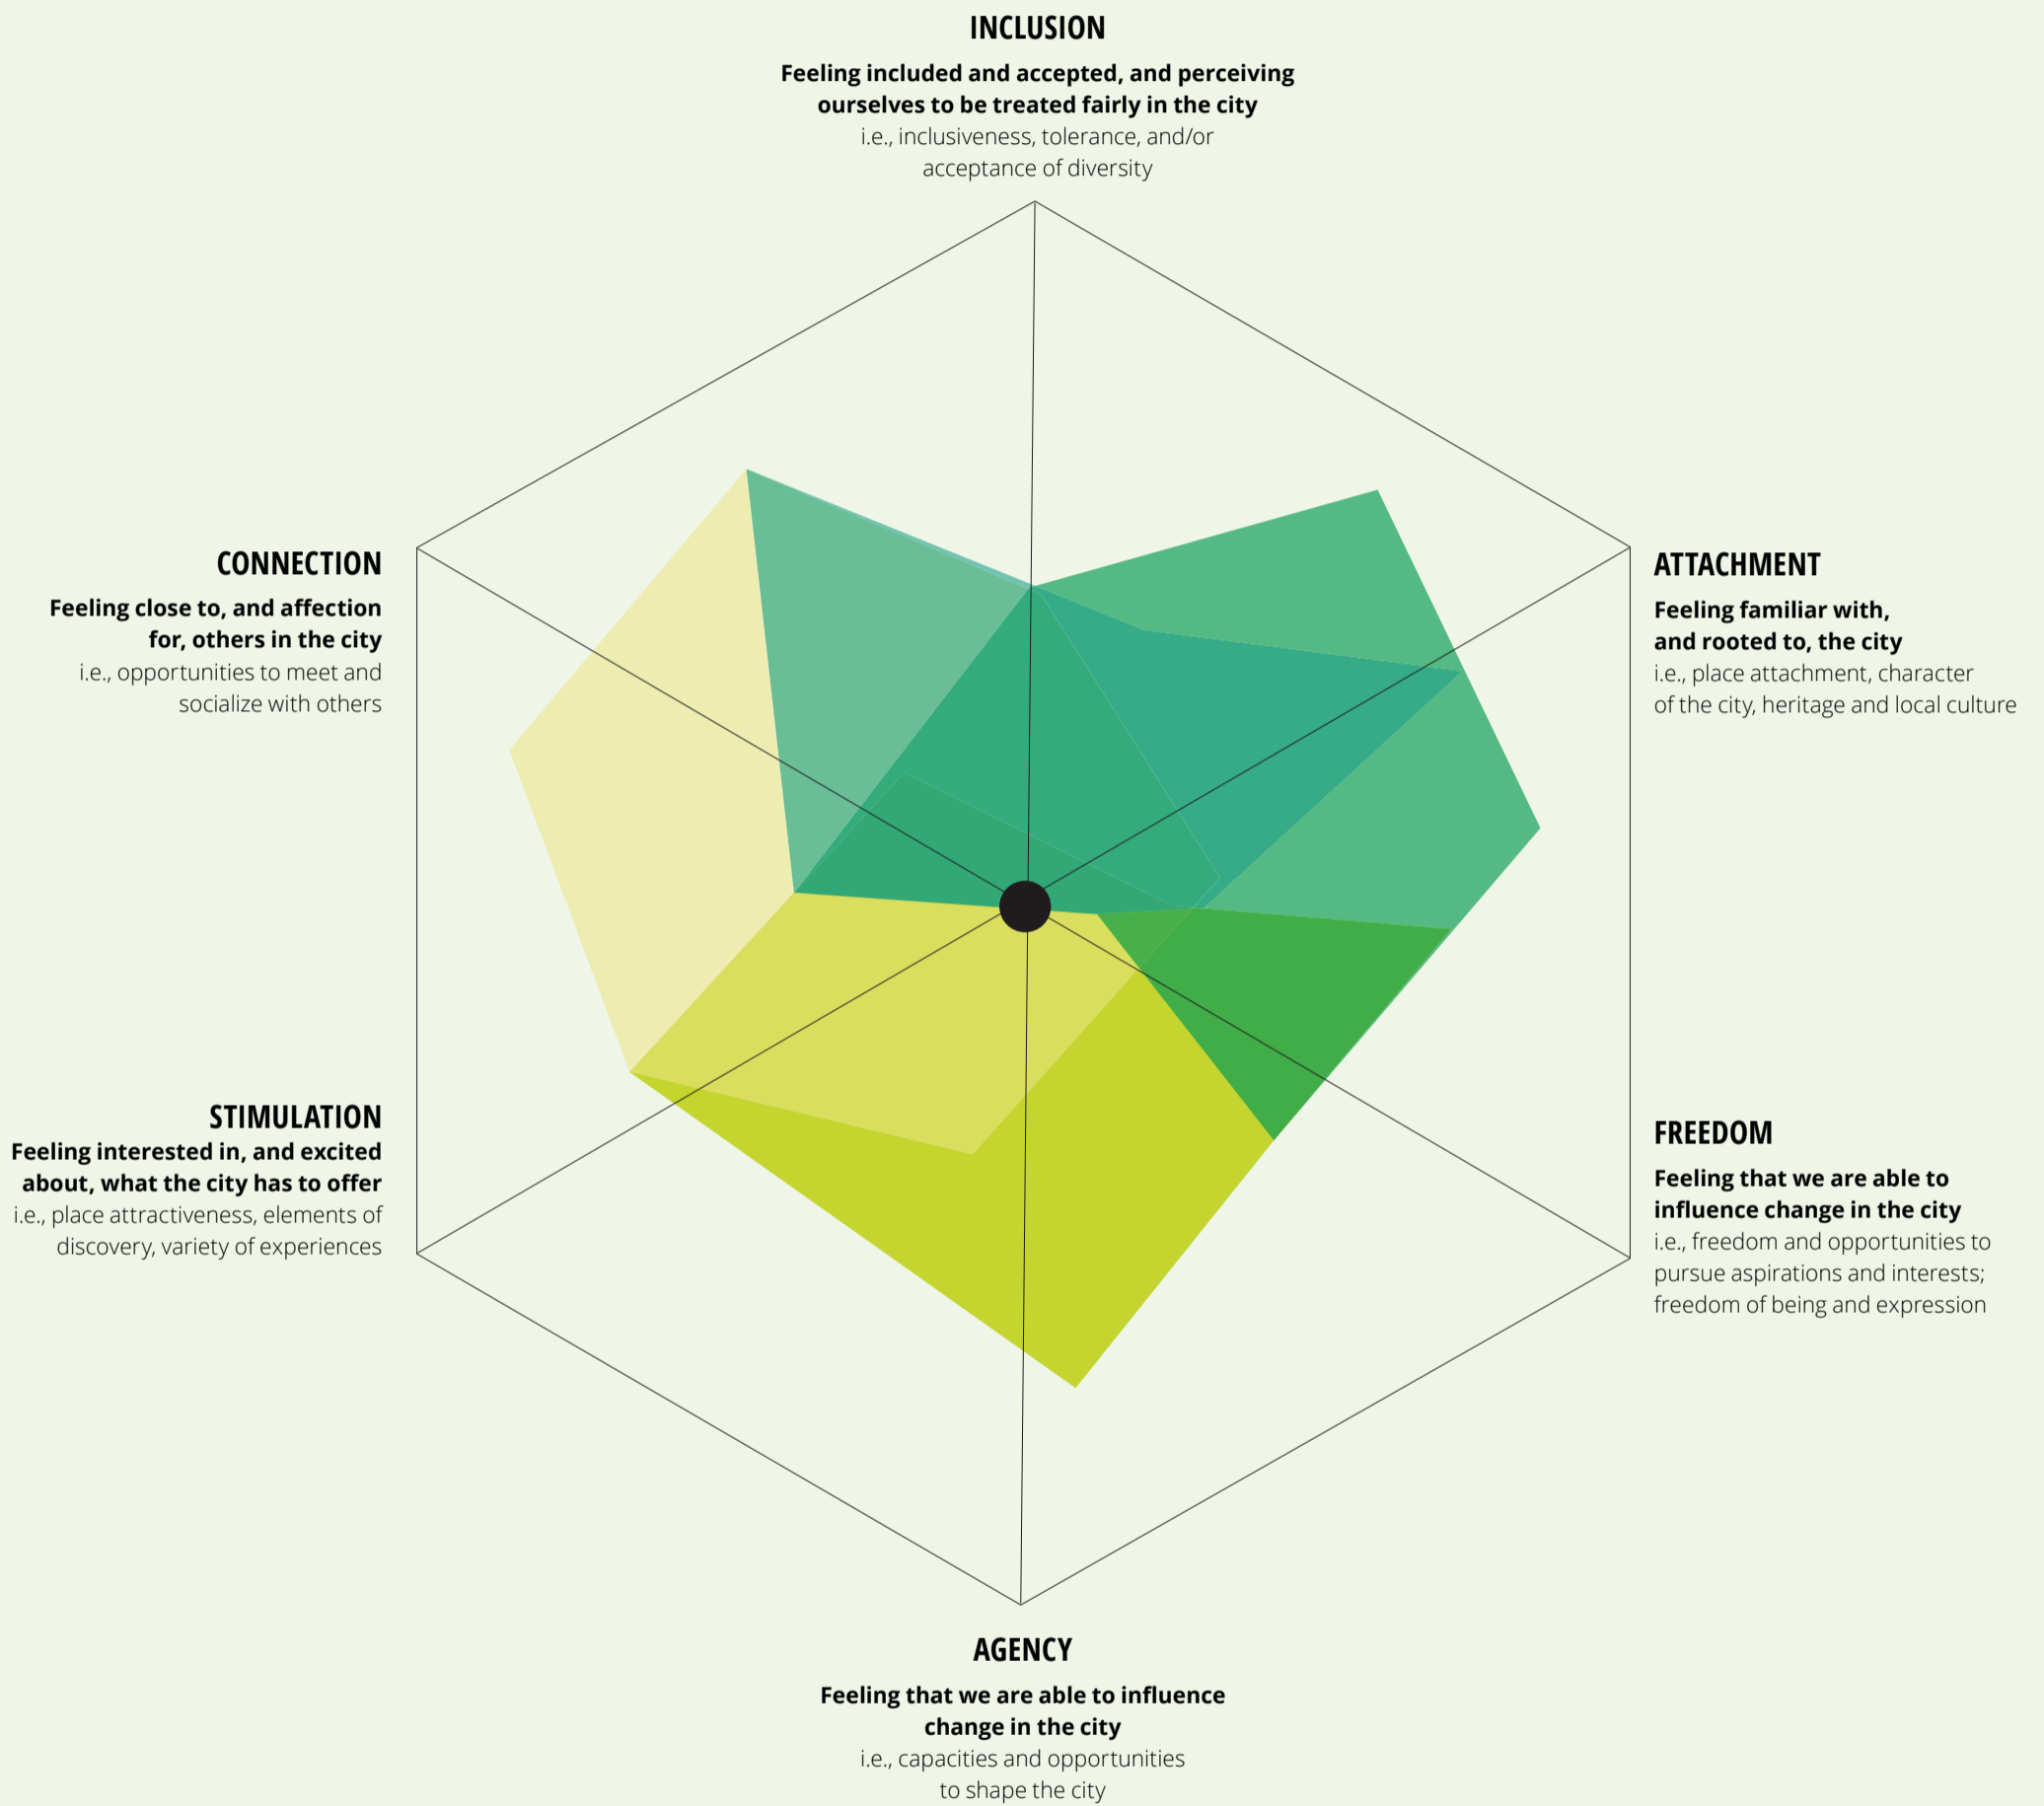 INCLUSION
Feeling included and accepted, and perceiving
ourselves to be treated fairly in the city
i.e., inclusiveness, tolerance, and/or
acceptance of diversity
CONNECTION
Feeling close to, and affection
for, others in the city
i.e., opportunities to meet and
socialize with others
ATTACHMENT
Feeling familiar with,
and rooted to, the city
i.e., place attachment, character
of the city, heritage and local culture
STIMULATION
Feeling interested in, and excited
about, what the city has to offer
i.e., place attractiveness, elements of
discovery, variety of experiences
FREEDOM
Feeling that we are able to
influence change in the city
i.e., freedom and opportunities to
pursue aspirations and interests;
freedom of being and expression
AGENCY
Feeling that we are able to influence
change in the city
i.e., capacities and opportunities
to shape the city